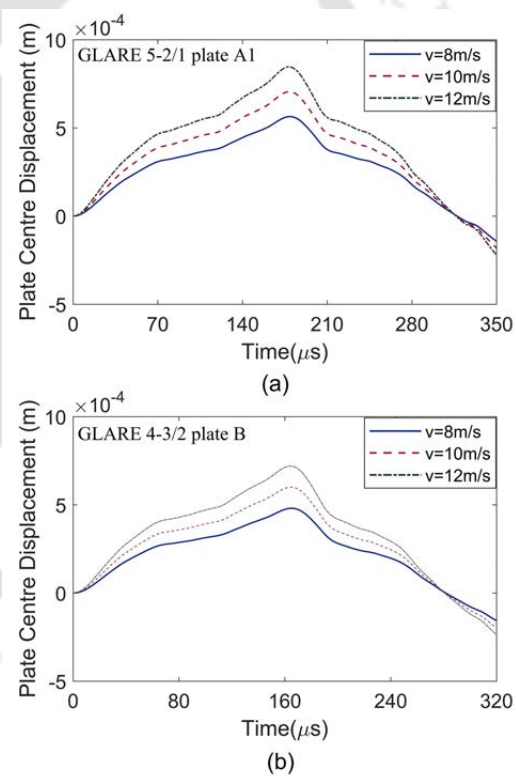 ×10⁻⁴
GLARE 5-2/1 plate A1
v=8m/s
v=10m/s
v=12m/s
Plate Centre Displacement (m)
10
5
0
-5
0 70 140 210 280 350
Time(μs)
(a)
×10⁻⁴
GLARE 4-3/2 plate B
v=8m/s
v=10m/s
v=12m/s
Plate Centre Displacement (m)
10
5
0
-5
0 80 160 240 320
Time(μs)
(b)